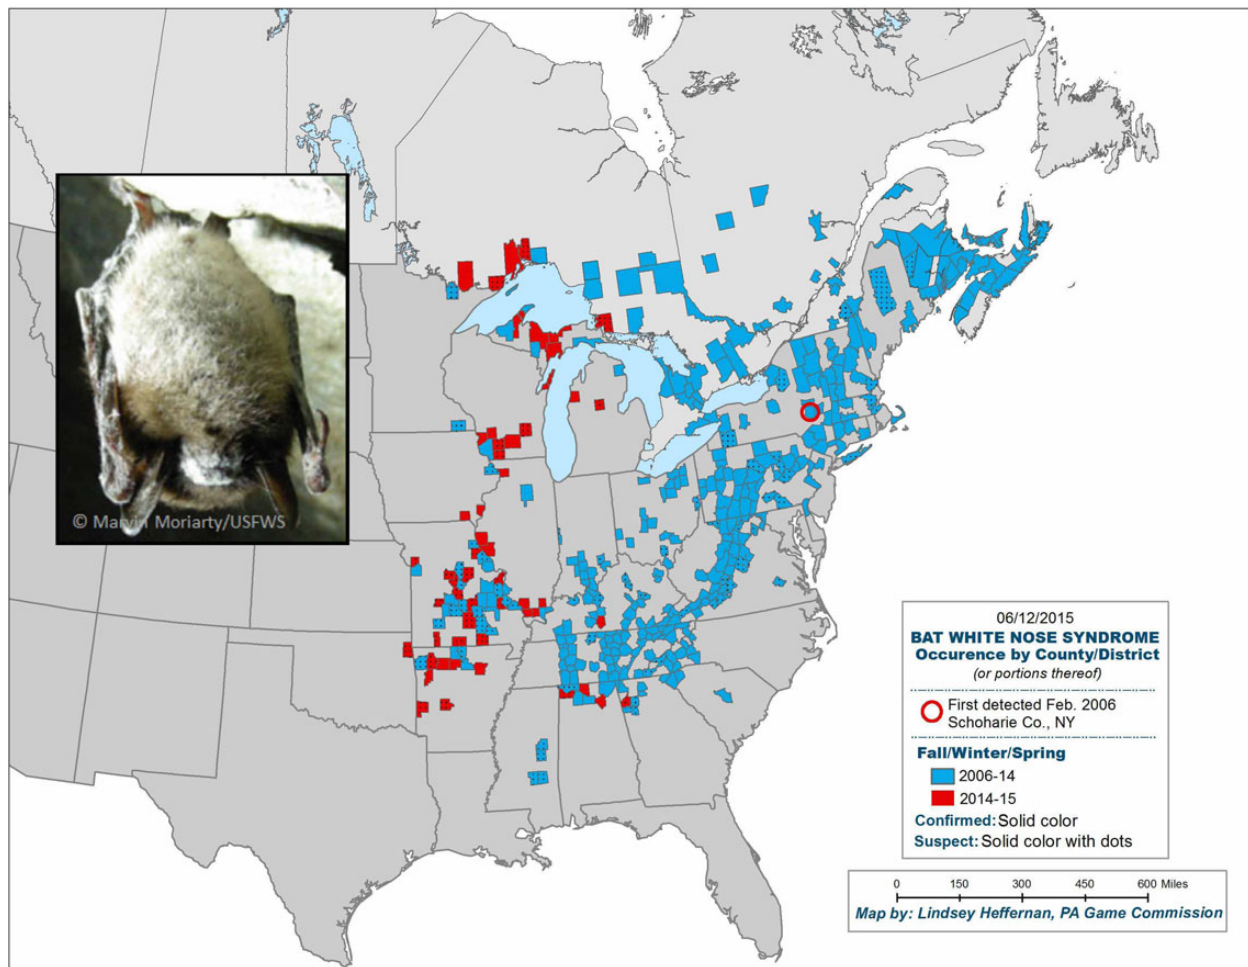 © Marvin Moriarty/USFWS
06/12/2015
BAT WHITE NOSE SYNDROME
Occurence by County/District
(or portions thereof)
First detected Feb. 2006
Schoharie Co., NY
Fall/Winter/Spring
2006-14
2014-15
Confirmed: Solid color
Suspect: Solid color with dots
0 150 300 450 600 Miles
Map by: Lindsey Heffernan, PA Game Commission